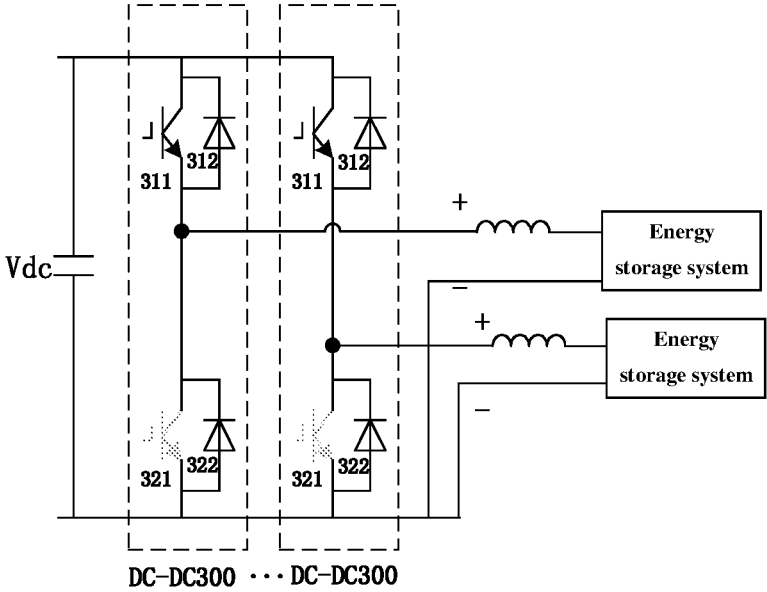 312
312
311
311
+
Energy
storage system
Vdc
−
+
Energy
storage system
−
321
322
321
322
DC-DC300 ··· DC-DC300